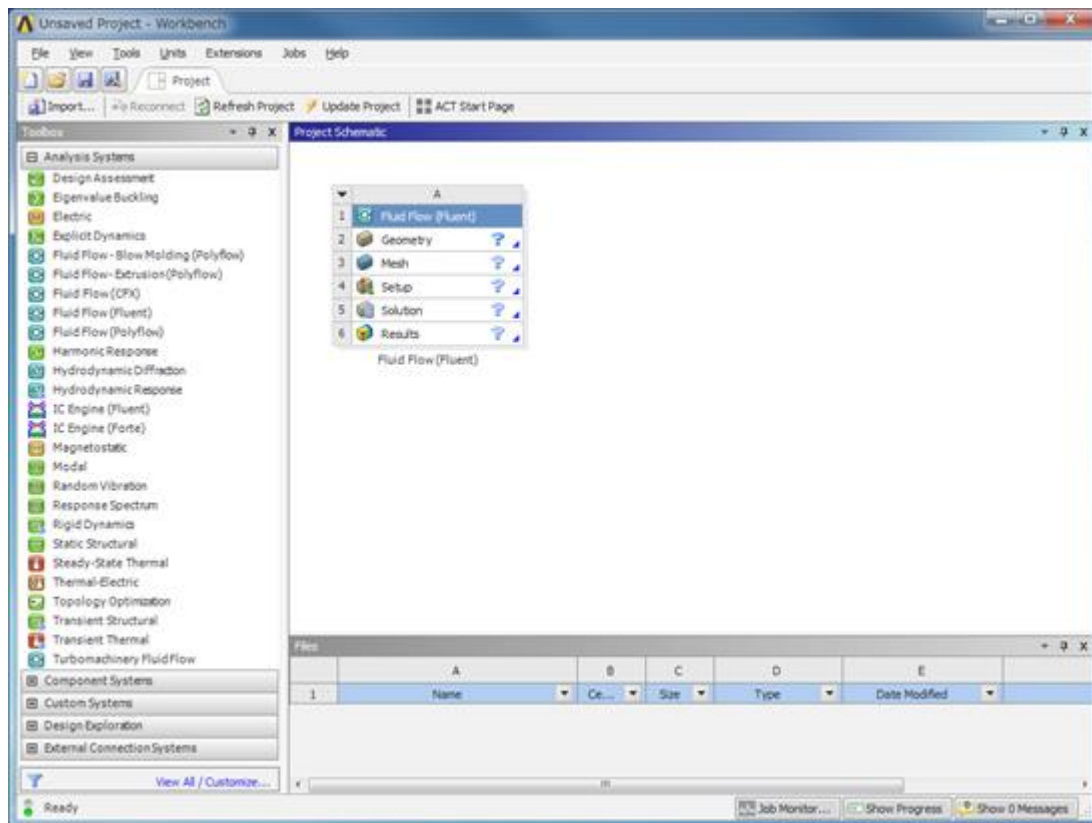 Unsaved Project - Workbench
File View Tools Units Extensions Jobs Help
Project
Import... Reconnect Refresh Project Update Project ACT Start Page
Toolbox
Project Schematic
Analysis Systems
Design Assessment
Eigenvalue Buckling
Electric
Explicit Dynamics
Fluid Flow - Blow Molding (Polyflow)
Fluid Flow - Extrusion (Polyflow)
Fluid Flow (CFX)
Fluid Flow (Fluent)
Fluid Flow (Polyflow)
Harmonic Response
Hydrodynamic Diffraction
Hydrodynamic Response
IC Engine (Fluent)
IC Engine (Forte)
Magnetostatic
Modal
Random Vibration
Response Spectrum
Rigid Dynamics
Static Structural
Steady-State Thermal
Thermal-Electric
Topology Optimization
Transient Structural
Transient Thermal
Turbomachinery Fluid Flow
Component Systems
Custom Systems
Design Exploration
External Connection Systems
View All / Customize...
A
1 Fluid Flow (Fluent)
2 Geometry ?
3 Mesh ?
4 Setup ?
5 Solution ?
6 Results ?
Fluid Flow (Fluent)
Files
A B C D E
1 Name Ce... Size Type Date Modified
Ready
Job Monitor... Show Progress Show 0 Messages